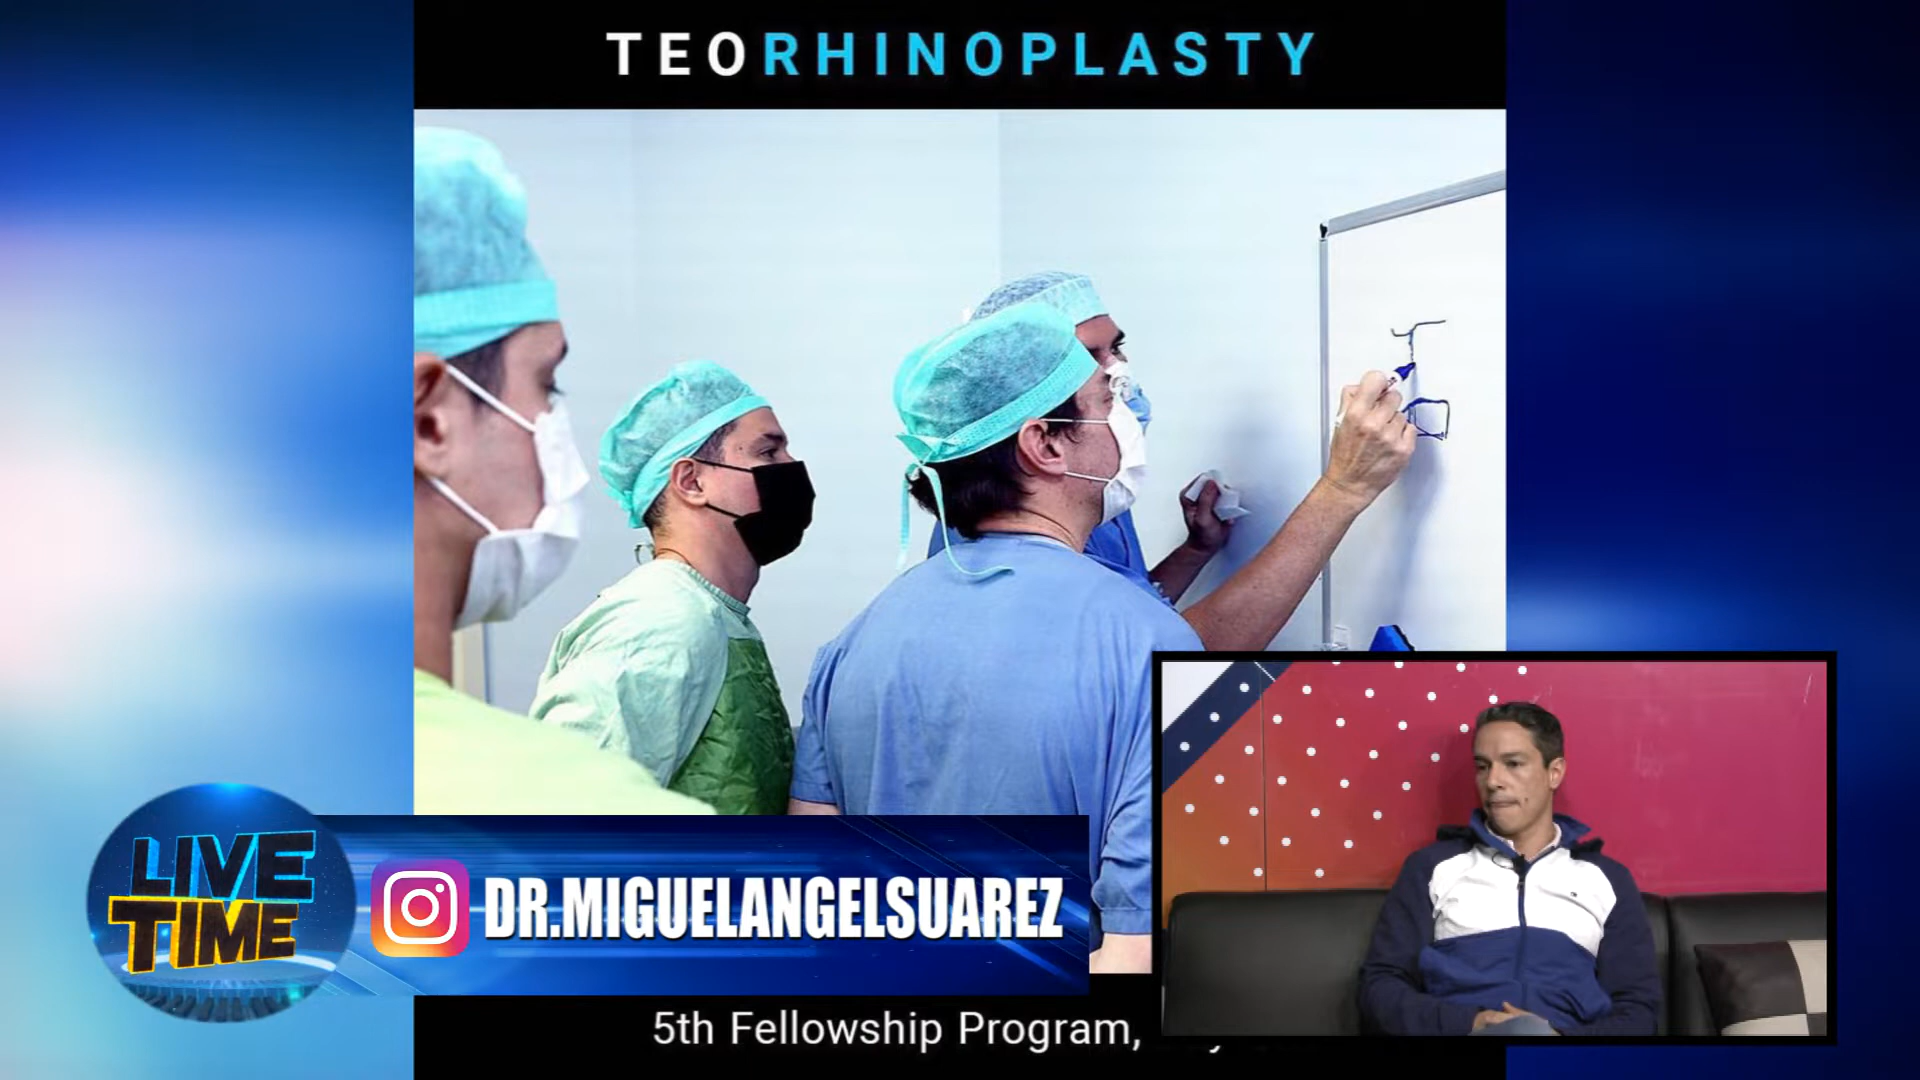 TEORHINOPLASTY
LIVE
TIME
DR.MIGUELANGELSUAREZ
5th Fellowship Program,